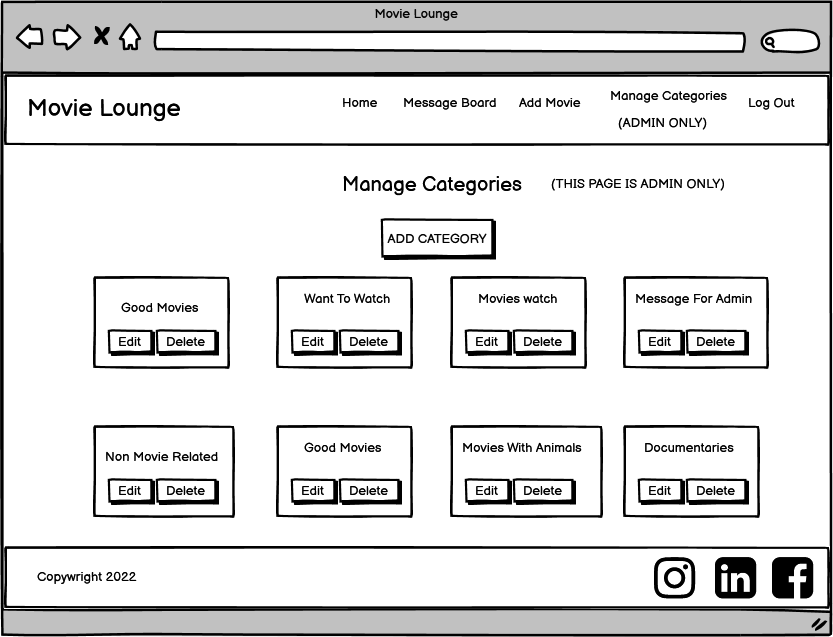 Movie Lounge
Movie Lounge
Home
Message Board
Add Movie
Manage Categories
(ADMIN ONLY)
Log Out
Manage Categories
(THIS PAGE IS ADMIN ONLY)
ADD CATEGORY
Good Movies
Edit
Delete
Want To Watch
Edit
Delete
Movies watch
Edit
Delete
Message For Admin
Edit
Delete
Non Movie Related
Edit
Delete
Good Movies
Edit
Delete
Movies With Animals
Edit
Delete
Documentaries
Edit
Delete
Copywright 2022
in